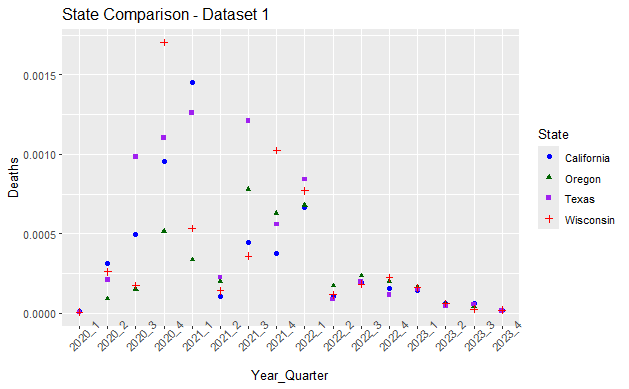 State Comparison - Dataset 1
Deaths
0.0015
0.0010
0.0005
0.0000
2020_1
2020_2
2020_3
2020_4
2021_1
2021_2
2021_3
2021_4
2022_1
2022_2
2022_3
2022_4
2023_1
2023_2
2023_3
2023_4
Year_Quarter
State
California
Oregon
Texas
Wisconsin